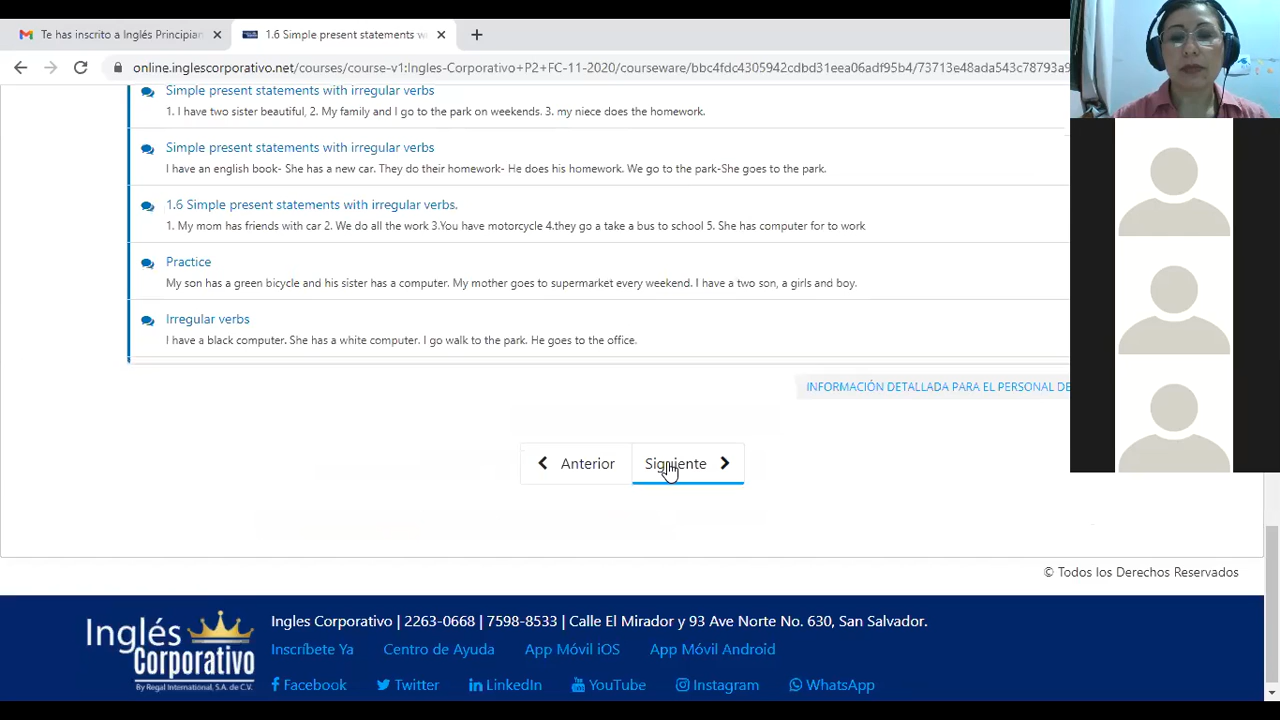 Te has inscrito a Inglés Principian
1.6 Simple present statements w
online.inglescorporativo.net/courses/course-v1:Ingles-Corporativo+P2+FC-11-2020/courseware/bbc4fdc4305942cdbd31eea06adf95b4/73713e48ada543c78793a
Simple present statements with irregular verbs
1. I have two sister beautiful, 2. My family and I go to the park on weekends. 3. my niece does the homework.
Simple present statements with irregular verbs
I have an english book- She has a new car. They do their homework- He does his homework. We go to the park-She goes to the park.
1.6 Simple present statements with irregular verbs.
1. My mom has friends with car 2. We do all the work 3.You have motorcycle 4.they go a take a bus to school 5. She has computer for to work
Practice
My son has a green bicycle and his sister has a computer. My mother goes to supermarket every weekend. I have a two son, a girls and boy.
Irregular verbs
I have a black computer. She has a white computer. I go walk to the park. He goes to the office.
INFORMACIÓN DETALLADA PARA EL PERSONAL DE
Anterior
Siguiente
© Todos los Derechos Reservados
Inglés Corporativo
By Regal International, S.A. de C.V.
Ingles Corporativo | 2263-0668 | 7598-8533 | Calle El Mirador y 93 Ave Norte No. 630, San Salvador.
Inscríbete Ya Centro de Ayuda App Móvil iOS App Móvil Android
Facebook Twitter LinkedIn YouTube Instagram WhatsApp